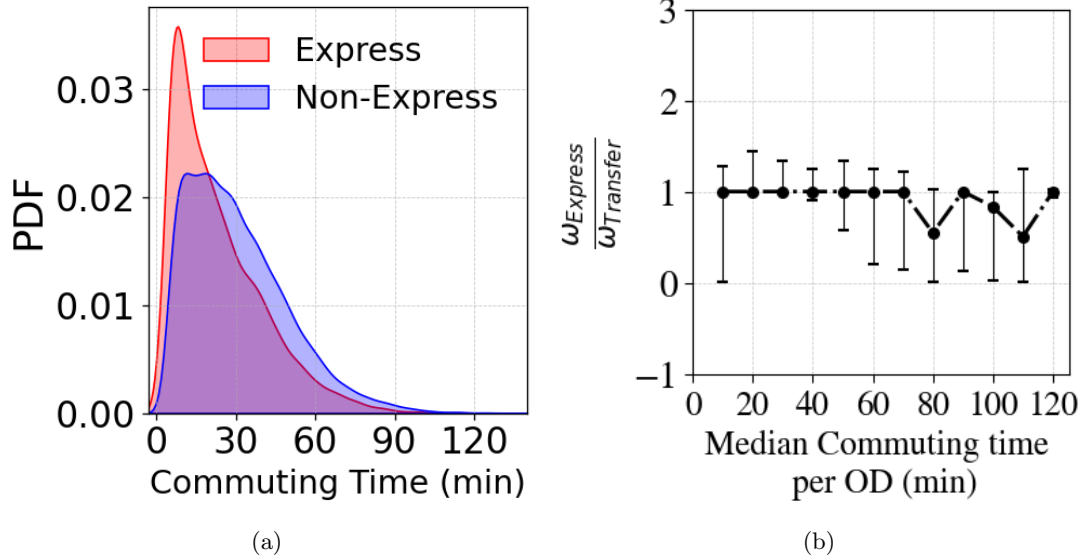 Express
Non-Express
0.03
0.02
0.01
0.00
PDF
0 30 60 90 120
Commuting Time (min)
(a)
3
2
1
0
−1
ω_Express
ω_Transfer
0 20 40 60 80 100 120
Median Commuting time
per OD (min)
(b)